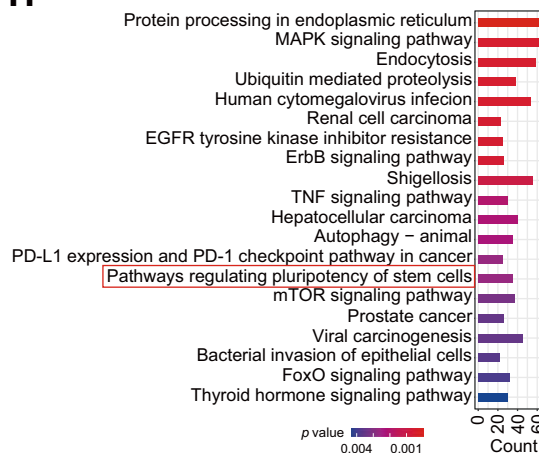 Protein processing in endoplasmic reticulum
MAPK signaling pathway
Endocytosis
Ubiquitin mediated proteolysis
Human cytomegalovirus infecion
Renal cell carcinoma
EGFR tyrosine kinase inhibitor resistance
ErbB signaling pathway
Shigellosis
TNF signaling pathway
Hepatocellular carcinoma
Autophagy − animal
PD-L1 expression and PD-1 checkpoint pathway in cancer
Pathways regulating pluripotency of stem cells
mTOR signaling pathway
Prostate cancer
Viral carcinogenesis
Bacterial invasion of epithelial cells
FoxO signaling pathway
Thyroid hormone signaling pathway
0 20 40 60
Count
p value
0.004 0.001